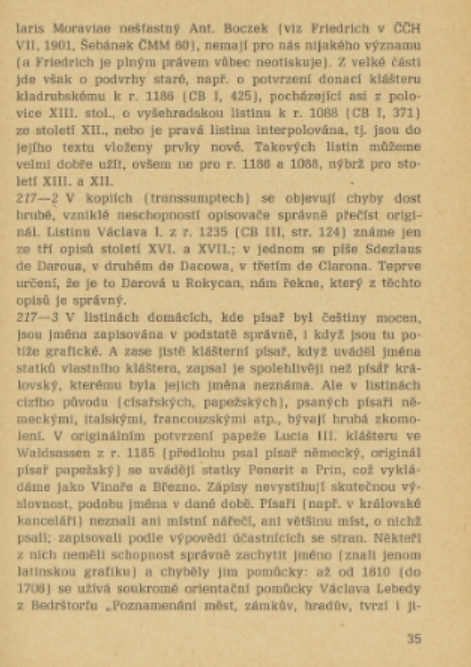 laris Moraviae nešťastný Ant. Boczek (viz Friedrich v ČČH
VII, 1901, Šebánek ČMM 60), nemají pro nás nijakého významu
(a Friedrich je plným právem vůbec neotiskuje). Z velké části
jde však o podvrhy staré, např. o potvrzení donací klášteru
kladrubskému k r. 1186 (CB I, 425), pocházející asi z polo-
vice XIII. stol., o vyšehradskou listinu k r. 1088 (CB I, 371)
ze století XII., nebo je pravá listina interpolována, tj. jsou do
jejího textu vloženy prvky nové. Takových listin můžeme
velmi dobře užít, ovšem ne pro r. 1186 a 1088, nýbrž pro sto-
letí XIII. a XII.
217—2 V kopiích (transsumptech) se objevují chyby dost
hrubé, vzniklé neschopností opisovače správně přečíst origi-
nál. Listinu Václava I. z r. 1235 (CB III, str. 124) známe jen
ze tří opisů století XVI. a XVII.; v jednom se píše Sdezlaus
de Daroua, v druhém de Dacowa, v třetím de Clarona. Teprve
určení, že je to Darová u Rokycan, nám řekne, který z těchto
opisů je správný.
217—3 V listinách domácích, kde písař byl češtiny mocen,
jsou jména zapisována v podstatě správně, i když jsou tu po-
tíže grafické. A zase jistě klášterní písař, když uváděl jména
statků vlastního kláštera, zapsal je spolehlivěji než písař krá-
lovský, kterému byla jejich jména neznáma. Ale v listinách
cizího původu (císařských, papežských), psaných písaři ně-
meckými, italskými, francouzskými atp., bývají hrubá zkomo-
lení. V originálním potvrzení papeže Lucia III. klášteru ve
Waldsassen z r. 1185 (předlohu psal písař německý, originál
písař papežský) se uvádějí statky Penerit a Prin, což vyklá-
dáme jako Vinaře a Březno. Zápisy nevystihují skutečnou vý-
slovnost, podobu jména v dané době. Písaři (např. v královské
kanceláři) neznali ani místní nářečí, ani většinu míst, o nichž
psali; zapisovali podle výpovědí účastnících se stran. Někteří
z nich neměli schopnost správně zachytit jméno (znali jenom
latinskou grafiku) a chyběly jim pomůcky: až od 1610 (do
1706) se užívá soukromé orientační pomůcky Václava Lebedy
z Bedrštorfu „Poznamenání měst, zámkův, hradův, tvrzí i ji-
35